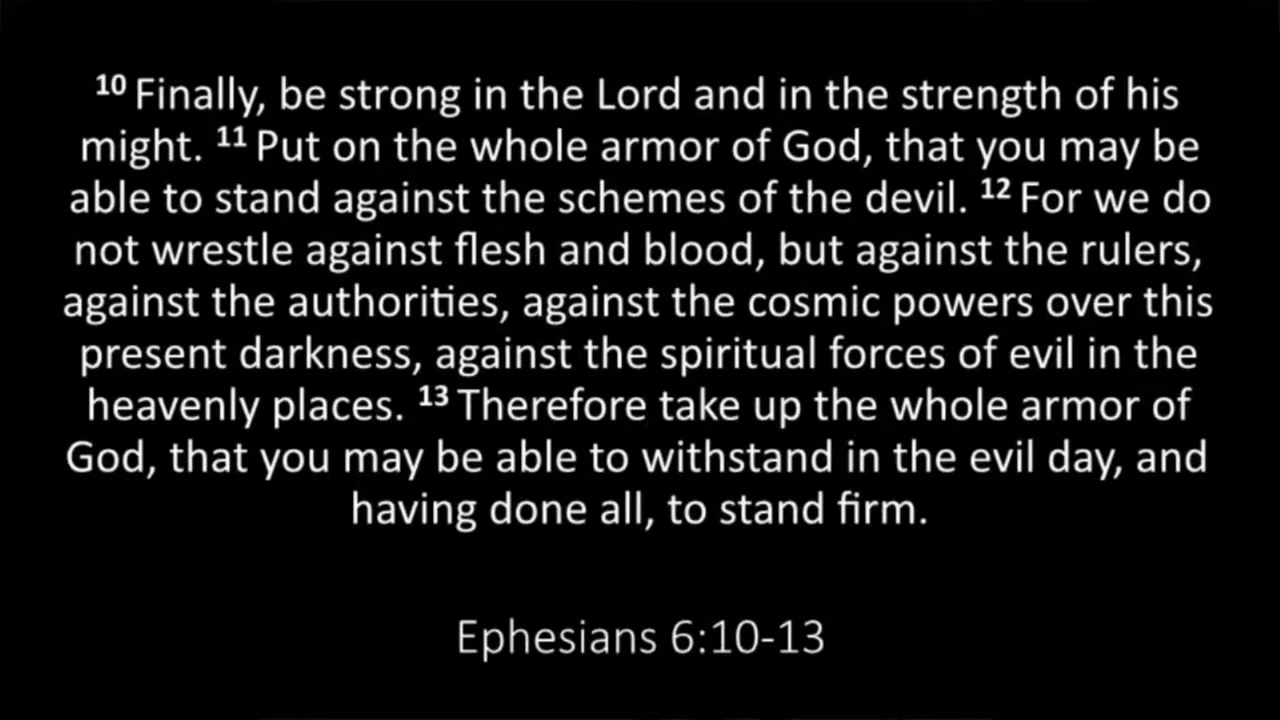 10 Finally, be strong in the Lord and in the strength of his
might. 11 Put on the whole armor of God, that you may be
able to stand against the schemes of the devil. 12 For we do
not wrestle against flesh and blood, but against the rulers,
against the authorities, against the cosmic powers over this
present darkness, against the spiritual forces of evil in the
heavenly places. 13 Therefore take up the whole armor of
God, that you may be able to withstand in the evil day, and
having done all, to stand firm.
Ephesians 6:10-13